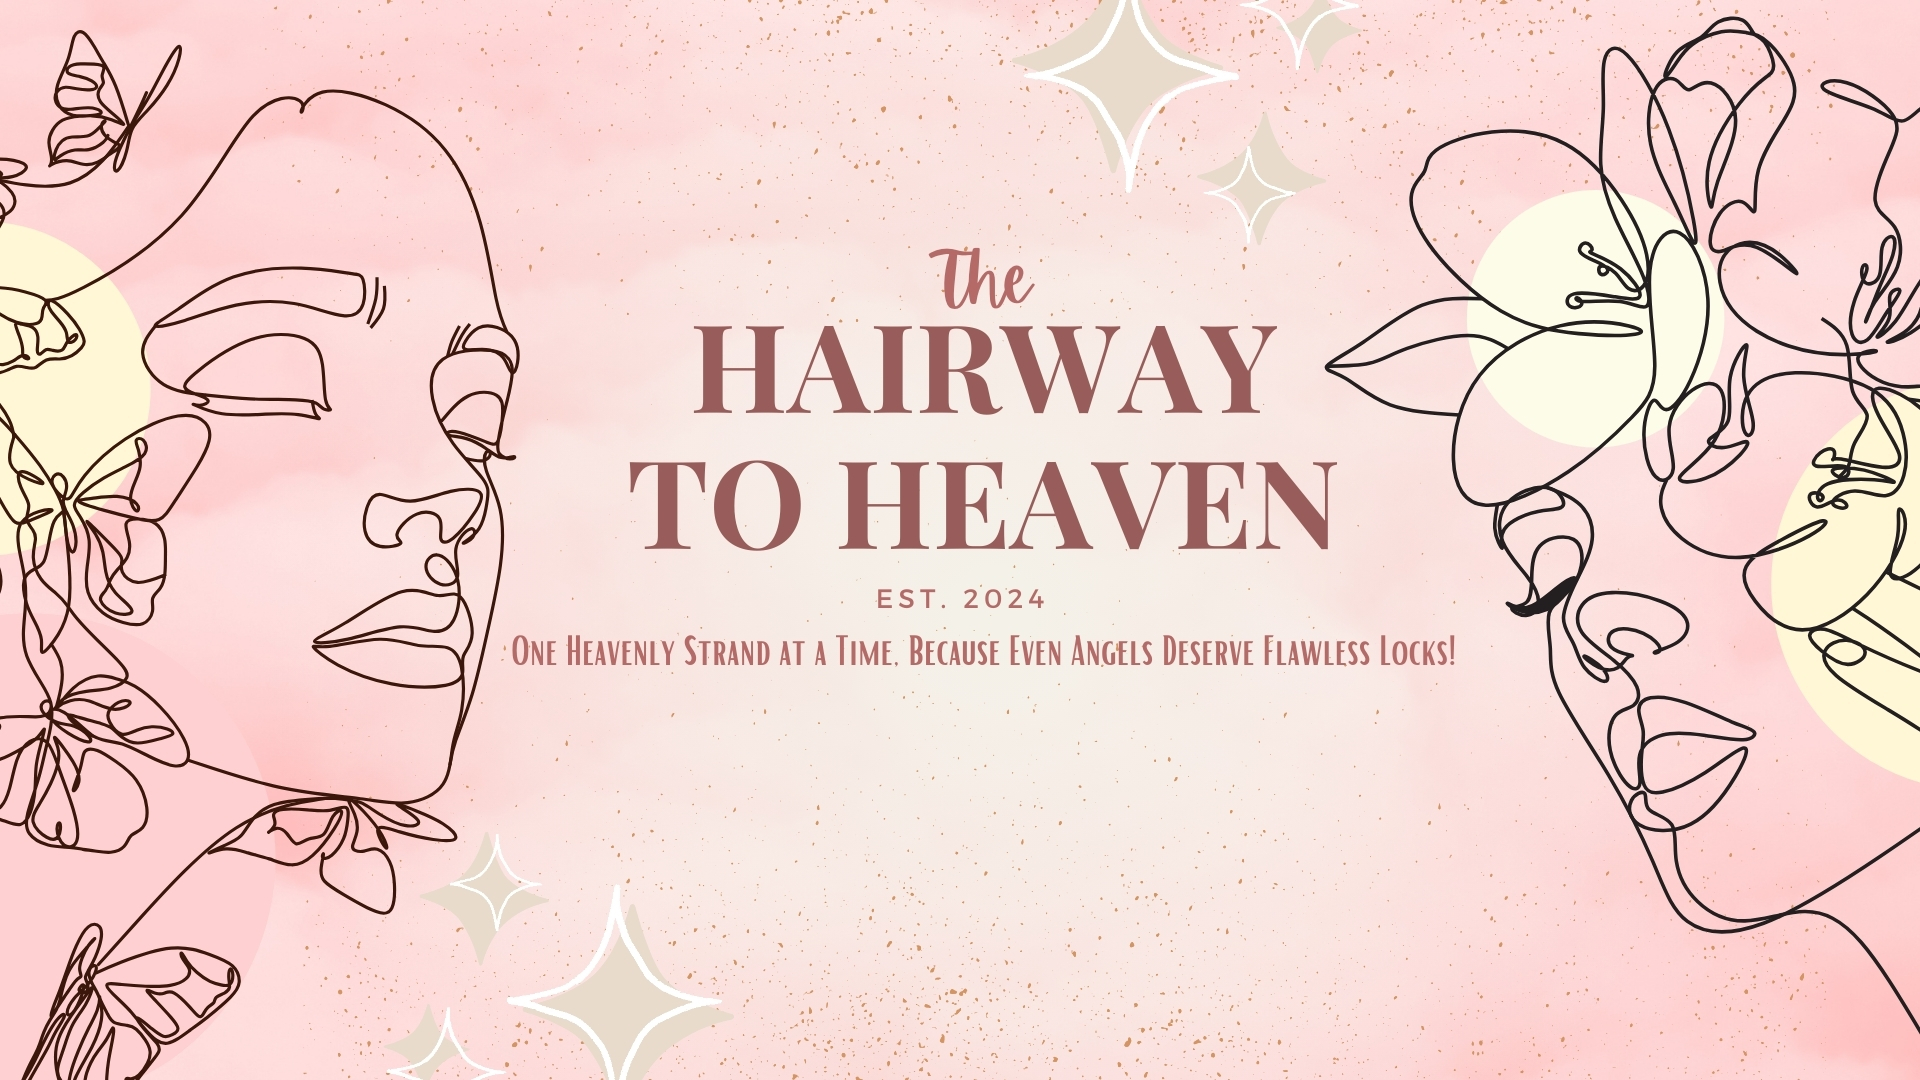 The
HAIRWAY
TO HEAVEN
EST. 2024
One Heavenly Strand at a Time, Because Even Angels Deserve Flawless Locks!